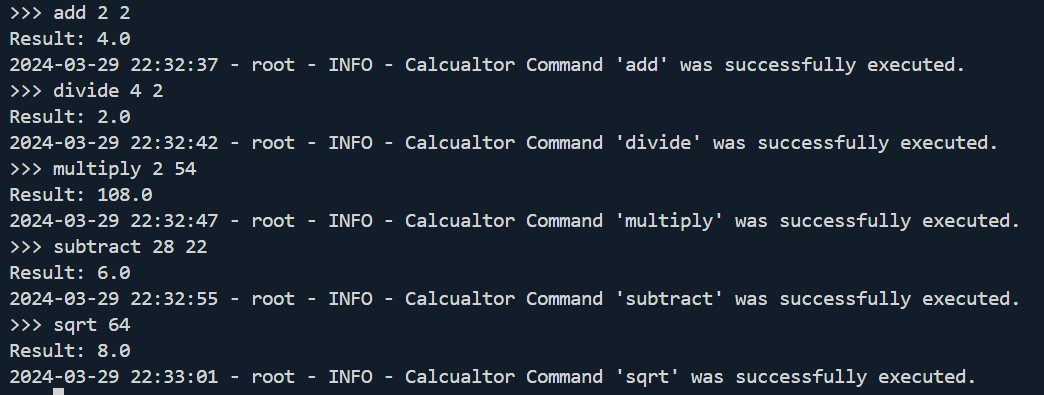 >>> add 2 2
Result: 4.0
2024-03-29 22:32:37 - root - INFO - Calcualtor Command 'add' was successfully executed.
>>> divide 4 2
Result: 2.0
2024-03-29 22:32:42 - root - INFO - Calcualtor Command 'divide' was successfully executed.
>>> multiply 2 54
Result: 108.0
2024-03-29 22:32:47 - root - INFO - Calcualtor Command 'multiply' was successfully executed.
>>> subtract 28 22
Result: 6.0
2024-03-29 22:32:55 - root - INFO - Calcualtor Command 'subtract' was successfully executed.
>>> sqrt 64
Result: 8.0
2024-03-29 22:33:01 - root - INFO - Calcualtor Command 'sqrt' was successfully executed.